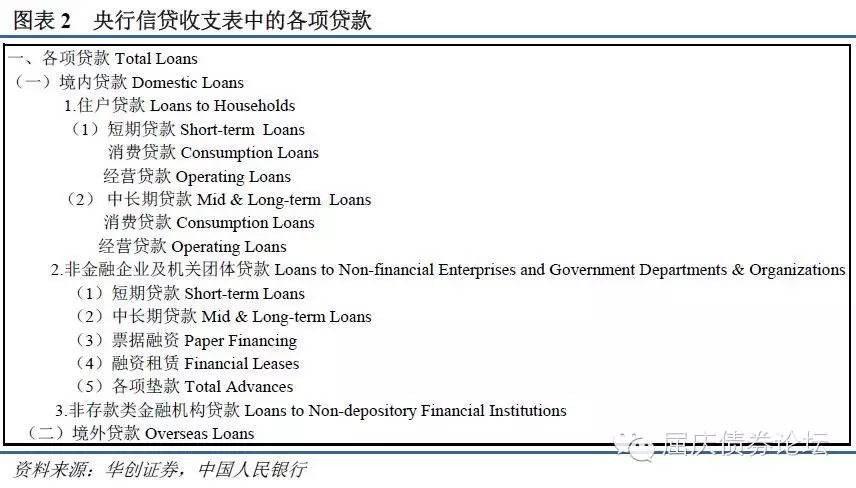 图表 2 央行信贷收支表中的各项贷款
一、各项贷款 Total Loans
（一）境内贷款 Domestic Loans
1.住户贷款 Loans to Households
（1）短期贷款 Short-term Loans
消费贷款 Consumption Loans
经营贷款 Operating Loans
（2） 中长期贷款 Mid & Long-term Loans
消费贷款 Consumption Loans
经营贷款 Operating Loans
2.非金融企业及机关团体贷款 Loans to Non-financial Enterprises and Government Departments & Organizations
（1）短期贷款 Short-term Loans
（2）中长期贷款 Mid & Long-term Loans
（3）票据融资 Paper Financing
（4）融资租赁 Financial Leases
（5）各项垫款 Total Advances
3.非存款类金融机构贷款 Loans to Non-depository Financial Institutions
（二）境外贷款 Overseas Loans
屈庆债券论坛
资料来源：华创证券，中国人民银行